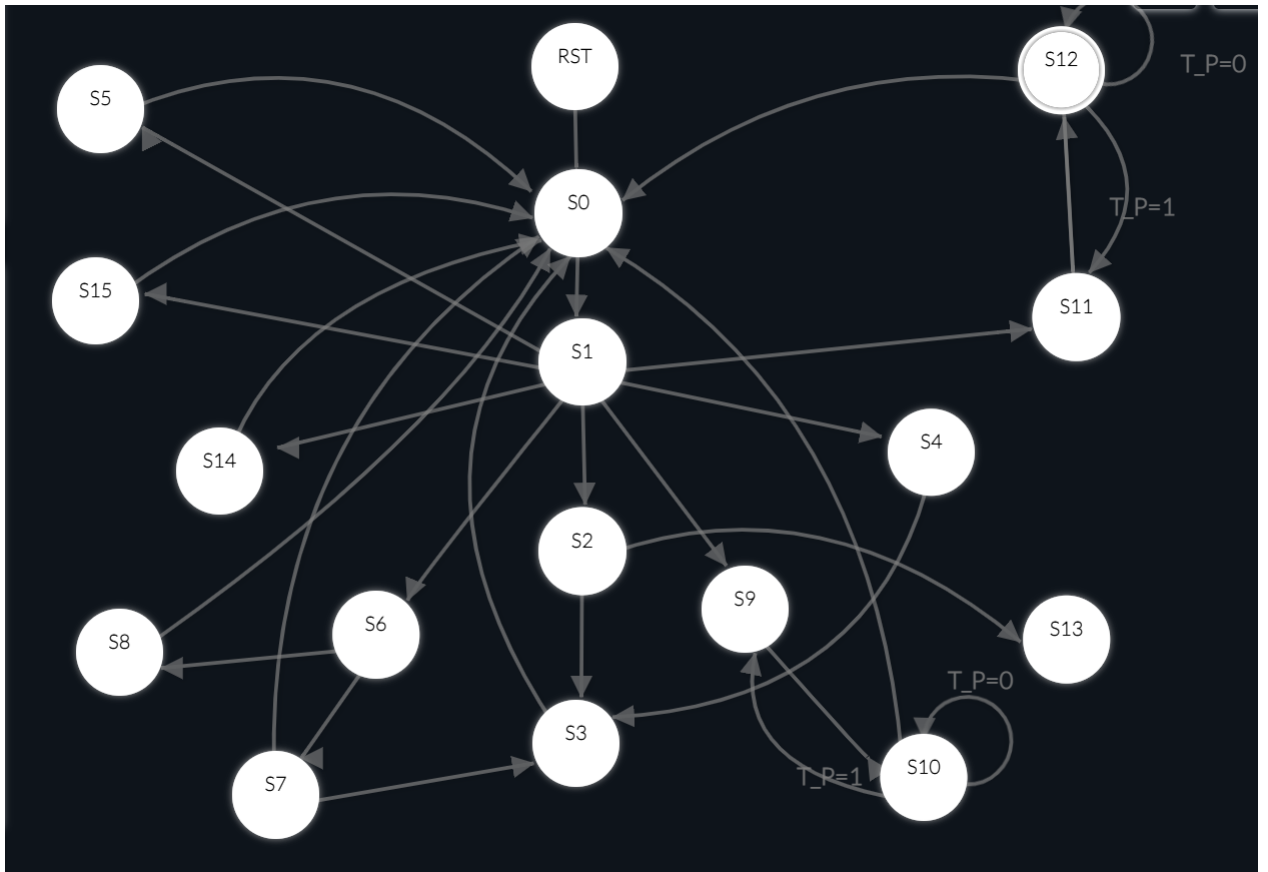 RST
S12
T_P=0
S5
S0
T_P=1
S15
S11
S1
S4
S14
S2
S9
S6
S13
S8
T_P=0
S3
S10
T_P=1
S7